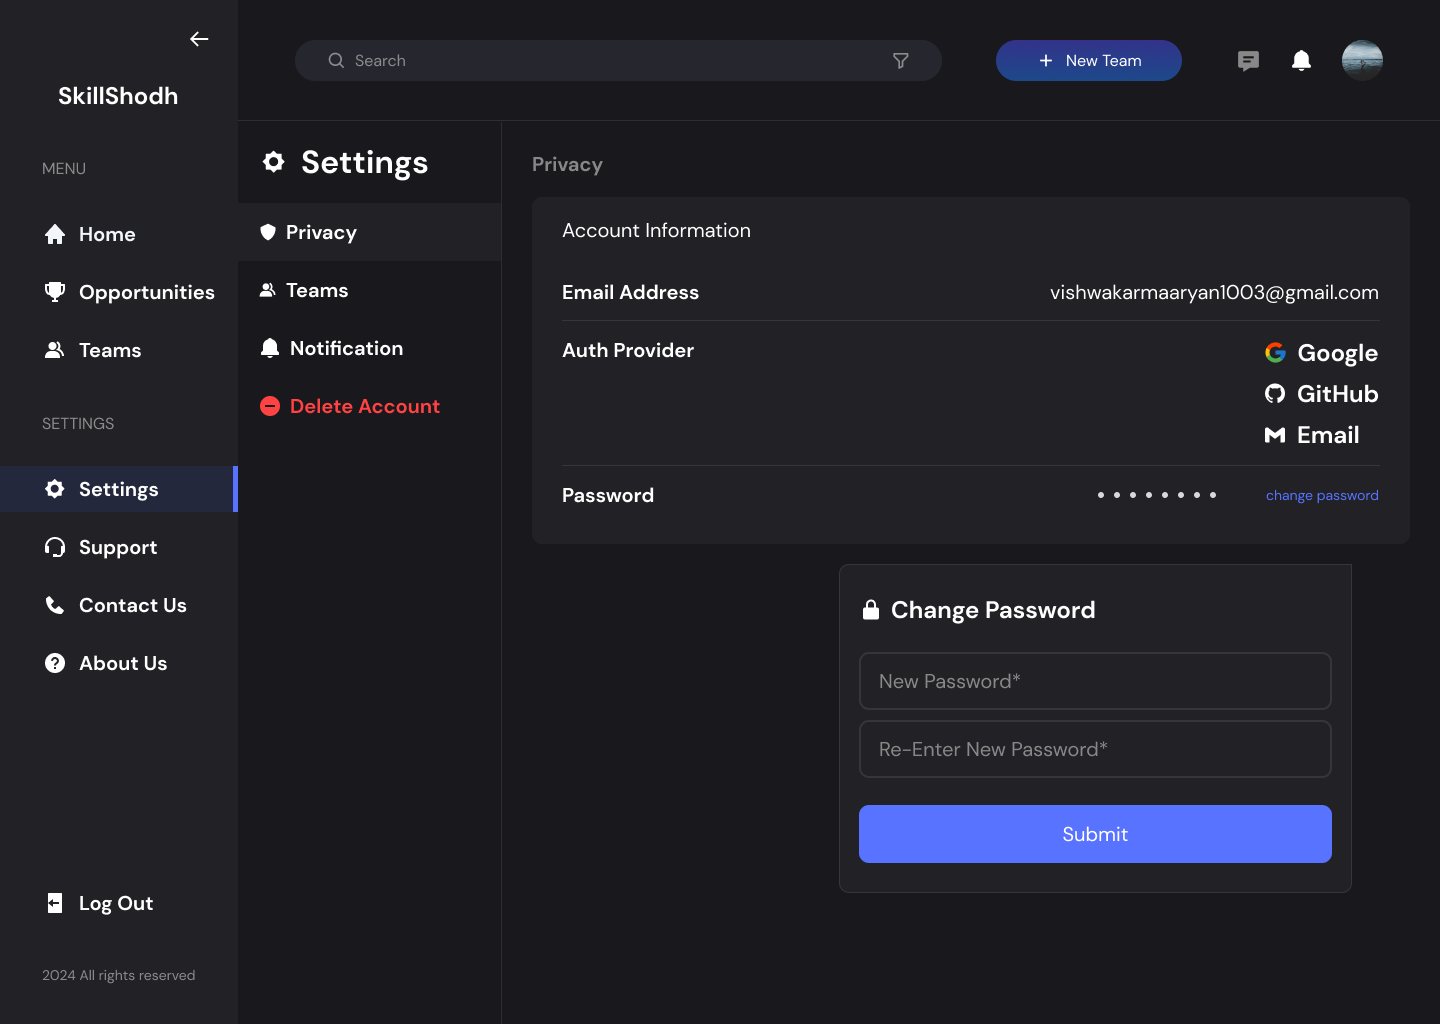 SkillShodh
MENU
Home
Opportunities
Teams
SETTINGS
Settings
Support
Contact Us
About Us
Log Out
2024 All rights reserved
Search
New Team
Settings
Privacy
Teams
Notification
Delete Account
Privacy
Account Information
Email Address vishwakarmaaryan1003@gmail.com
Auth Provider Google
GitHub
Email
Password change password
Change Password
New Password*
Re-Enter New Password*
Submit